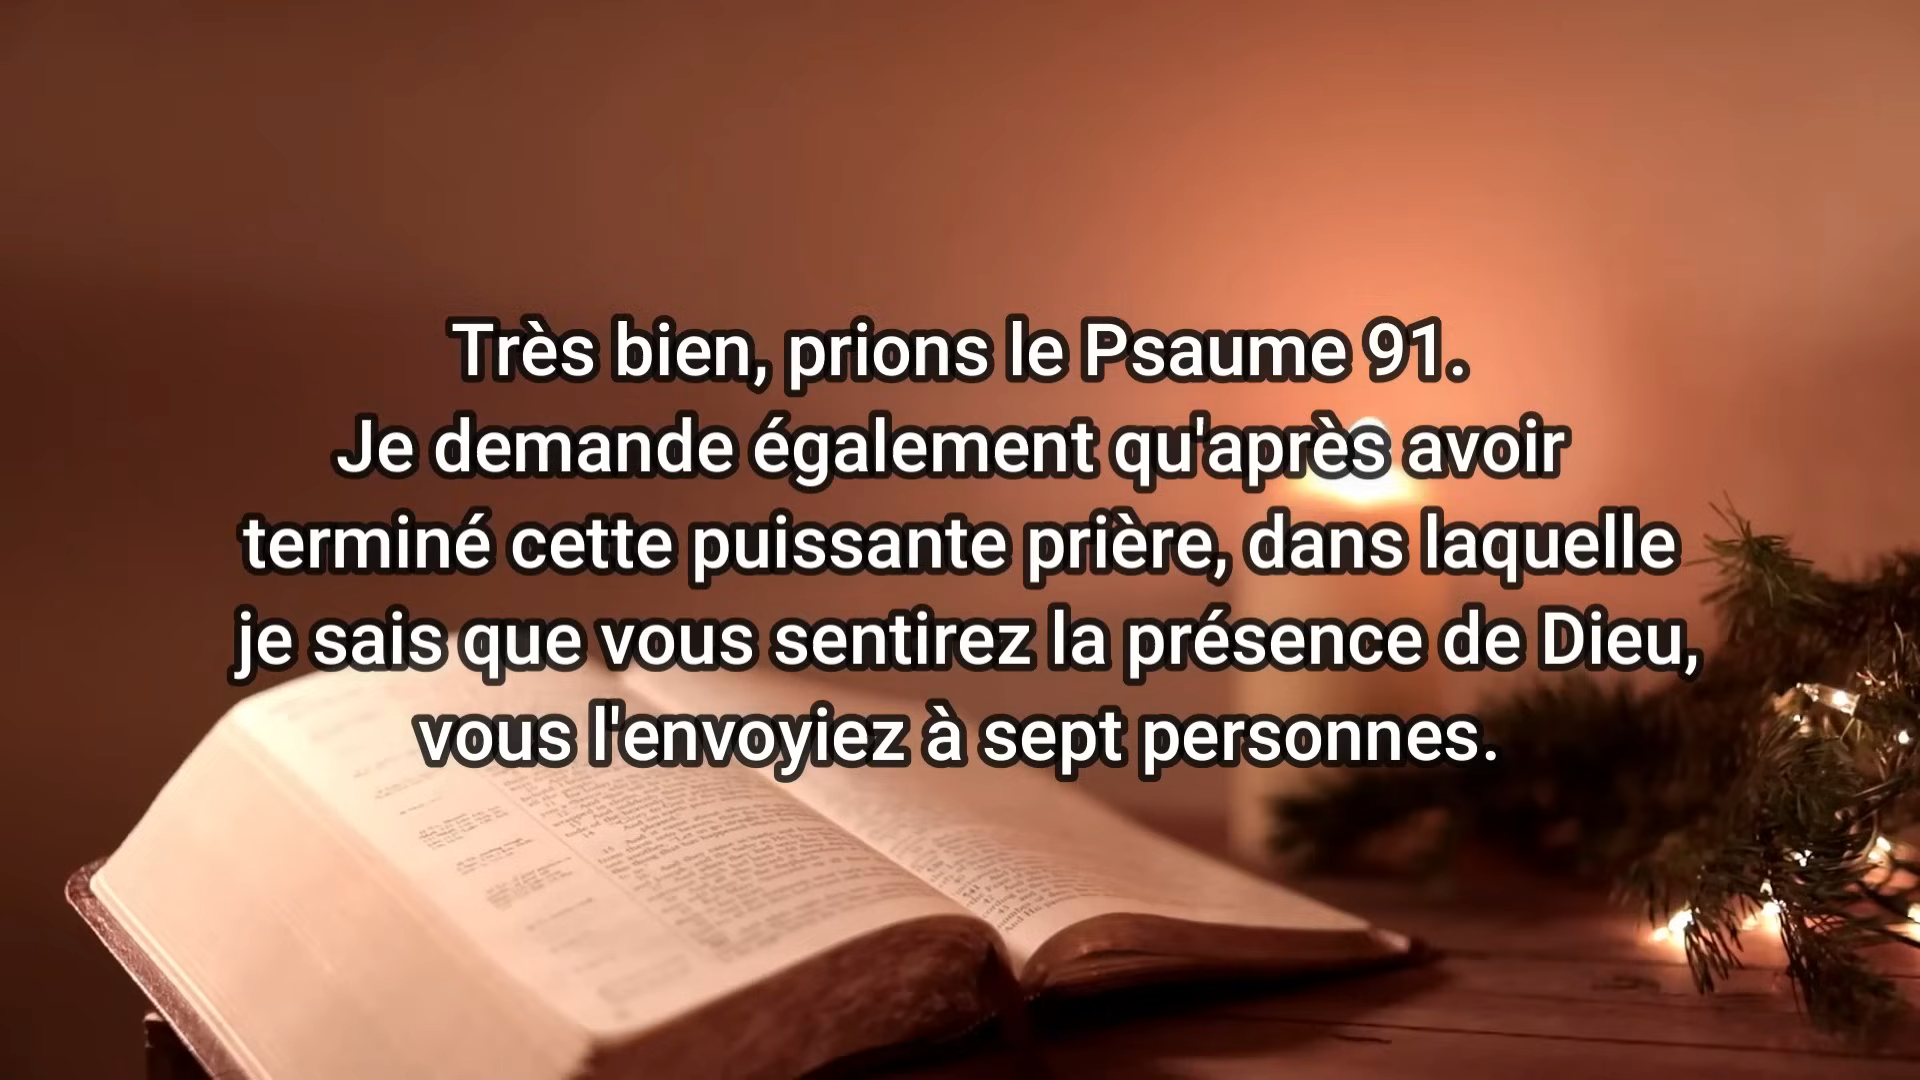 Très bien, prions le Psaume 91.
Je demande également qu'après avoir
terminé cette puissante prière, dans laquelle
je sais que vous sentirez la présence de Dieu,
vous l'envoyiez à sept personnes.